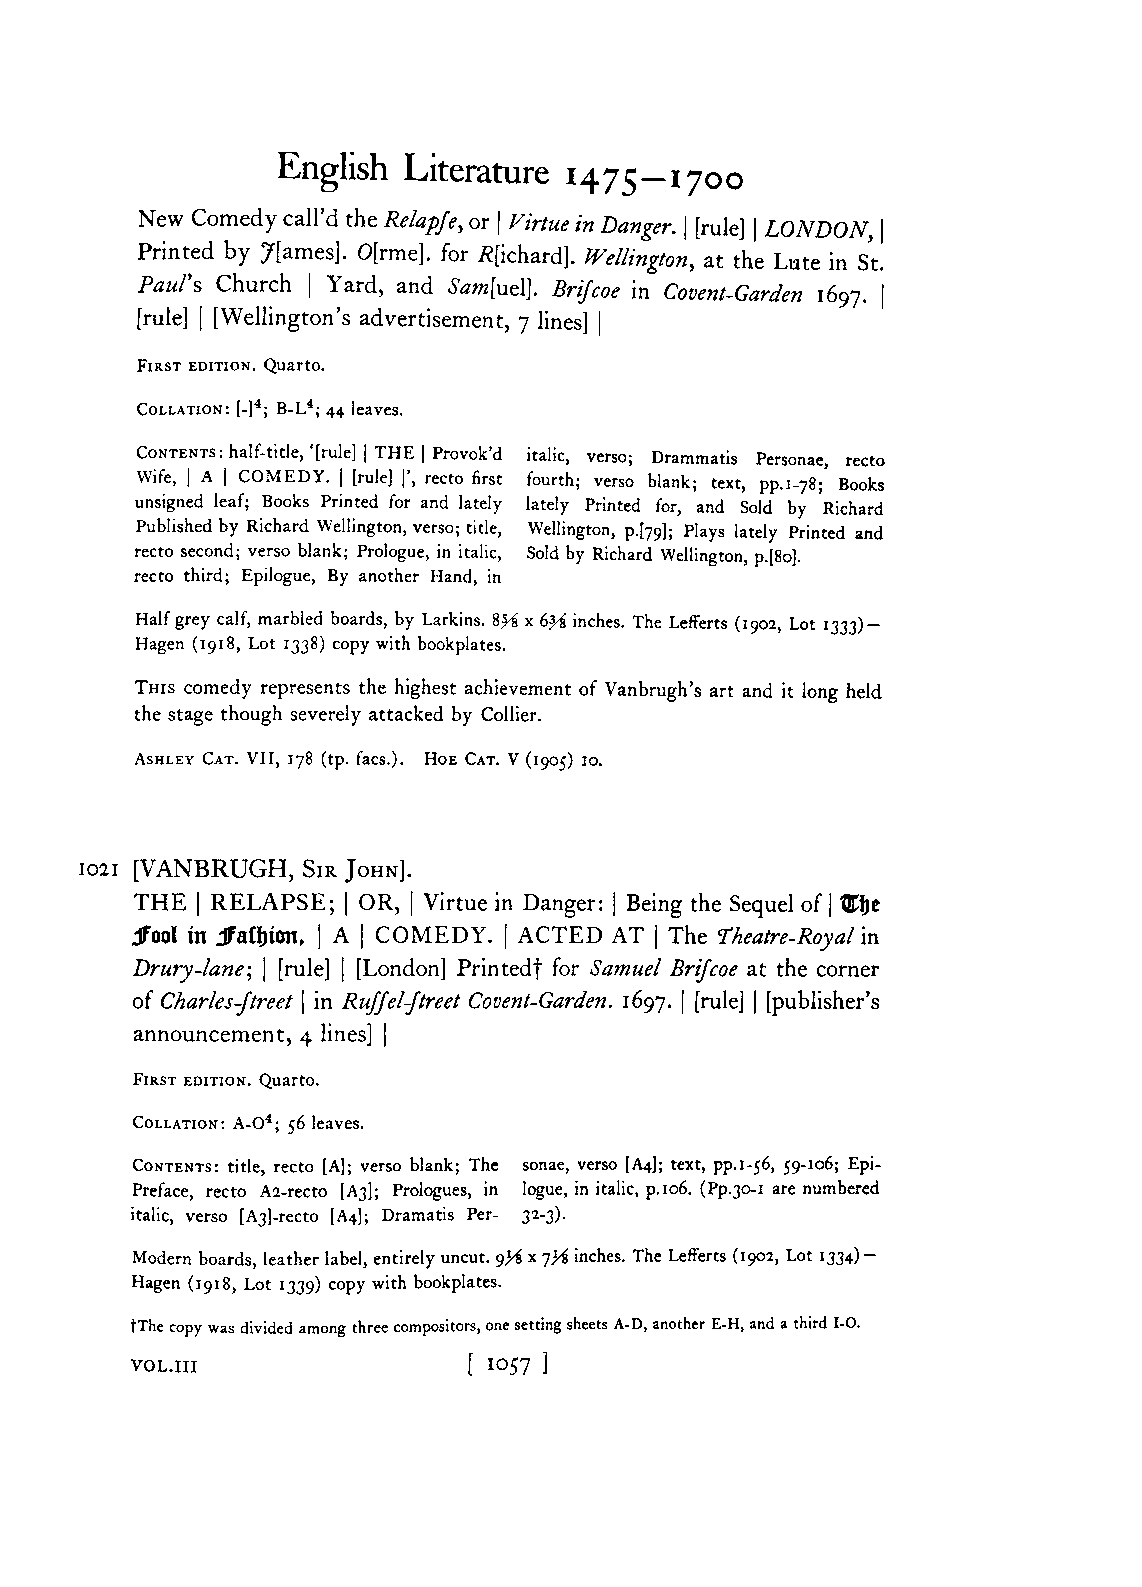 English Literature 1475–1700
New Comedy call'd the Relapſe, or | Virtue in Danger. | [rule] | LONDON, |
Printed by J[ames]. O[rme]. for R[ichard]. Wellington, at the Lute in St.
Paul's Church | Yard, and Sam[uel]. Briſcoe in Covent-Garden 1697. |
[rule] | [Wellington's advertisement, 7 lines] |
FIRST EDITION. Quarto.
COLLATION: [-]⁴; B-L⁴; 44 leaves.
CONTENTS: half-title, '[rule] | THE | Provok'd
Wife, | A | COMEDY. | [rule] |', recto first
unsigned leaf; Books Printed for and lately
Published by Richard Wellington, verso; title,
recto second; verso blank; Prologue, in italic,
recto third; Epilogue, By another Hand, in
italic, verso; Drammatis Personae, recto
fourth; verso blank; text, pp.1-78; Books
lately Printed for, and Sold by Richard
Wellington, p.[79]; Plays lately Printed and
Sold by Richard Wellington, p.[80].
Half grey calf, marbled boards, by Larkins. 8⅝ x 6⅜ inches. The Lefferts (1902, Lot 1333)—
Hagen (1918, Lot 1338) copy with bookplates.
THIS comedy represents the highest achievement of Vanbrugh's art and it long held
the stage though severely attacked by Collier.
ASHLEY CAT. VII, 178 (tp. facs.). HOE CAT. V (1905) 10.
1021 [VANBRUGH, SIR JOHN].
THE | RELAPSE; | OR, | Virtue in Danger: | Being the Sequel of | The
Fool in Faſhion, | A | COMEDY. | ACTED AT | The Theatre-Royal in
Drury-lane; | [rule] | [London] Printed† for Samuel Briſcoe at the corner
of Charles-ſtreet | in Ruſſel-ſtreet Covent-Garden. 1697. | [rule] | [publisher's
announcement, 4 lines] |
FIRST EDITION. Quarto.
COLLATION: A-O⁴; 56 leaves.
CONTENTS: title, recto [A]; verso blank; The
Preface, recto A2-recto [A3]; Prologues, in
italic, verso [A3]-recto [A4]; Dramatis Per-
sonae, verso [A4]; text, pp.1-56, 59-106; Epi-
logue, in italic, p.106. (Pp.30-1 are numbered
32-3).
Modern boards, leather label, entirely uncut. 9⅛ x 7⅛ inches. The Lefferts (1902, Lot 1334)—
Hagen (1918, Lot 1339) copy with bookplates.
†The copy was divided among three compositors, one setting sheets A-D, another E-H, and a third I-O.
VOL.III [ 1057 ]